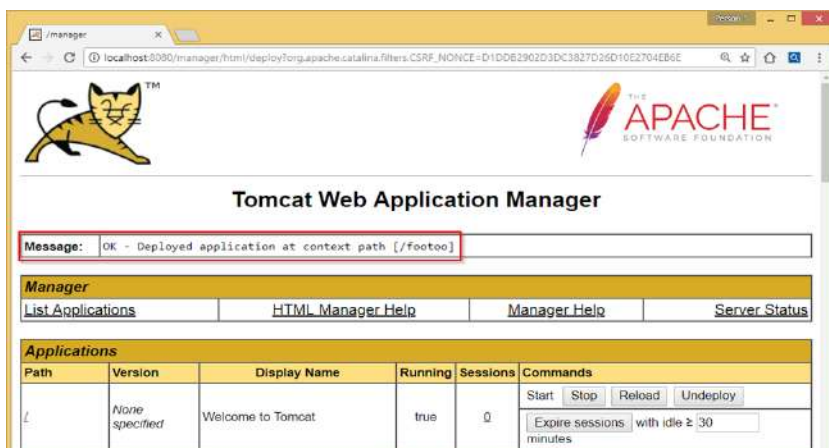 Person 1
/manager
localhost:8080/manager/html/deploy?org.apache.catalina.filters.CSRF_NONCE=D1DDB2902D3DC3827D26D10E2704EB6E
TM
THE
APACHE
SOFTWARE FOUNDATION
Tomcat Web Application Manager
Message: OK - Deployed application at context path [/footoo]
Manager
List Applications HTML Manager Help Manager Help Server Status
Applications
Path Version Display Name Running Sessions Commands
/ None specified Welcome to Tomcat true 0 Start Stop Reload Undeploy
Expire sessions with idle ≥ 30 minutes